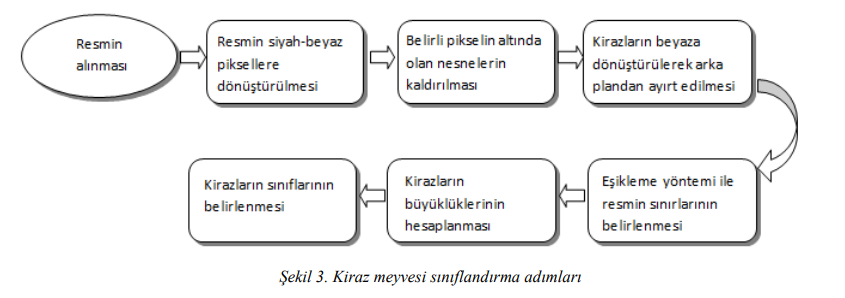 Resmin
alınması
Resmin siyah-beyaz
piksellere
dönüştürülmesi
Belirli pikselin altında
olan nesnelerin
kaldırılması
Kirazların beyaza
dönüştürülerek arka
plandan ayırt edilmesi
Eşikleme yöntemi ile
resmin sınırlarının
belirlenmesi
Kirazların
büyüklüklerinin
hesaplanması
Kirazların sınıflarının
belirlenmesi
Şekil 3. Kiraz meyvesi sınıflandırma adımları